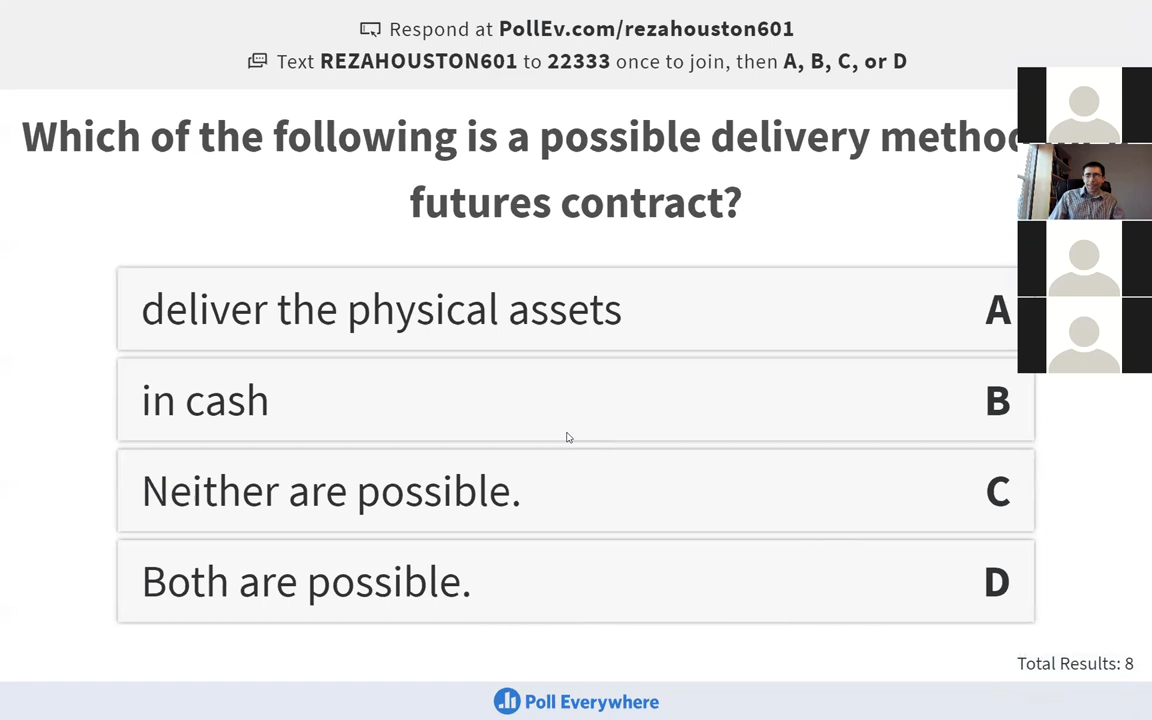 Respond at PollEv.com/rezahouston601
Text REZAHOUSTON601 to 22333 once to join, then A, B, C, or D
Which of the following is a possible delivery
futures contract?
deliver the physical assets A
in cash B
Neither are possible. C
Both are possible. D
Total Results: 8
Poll Everywhere